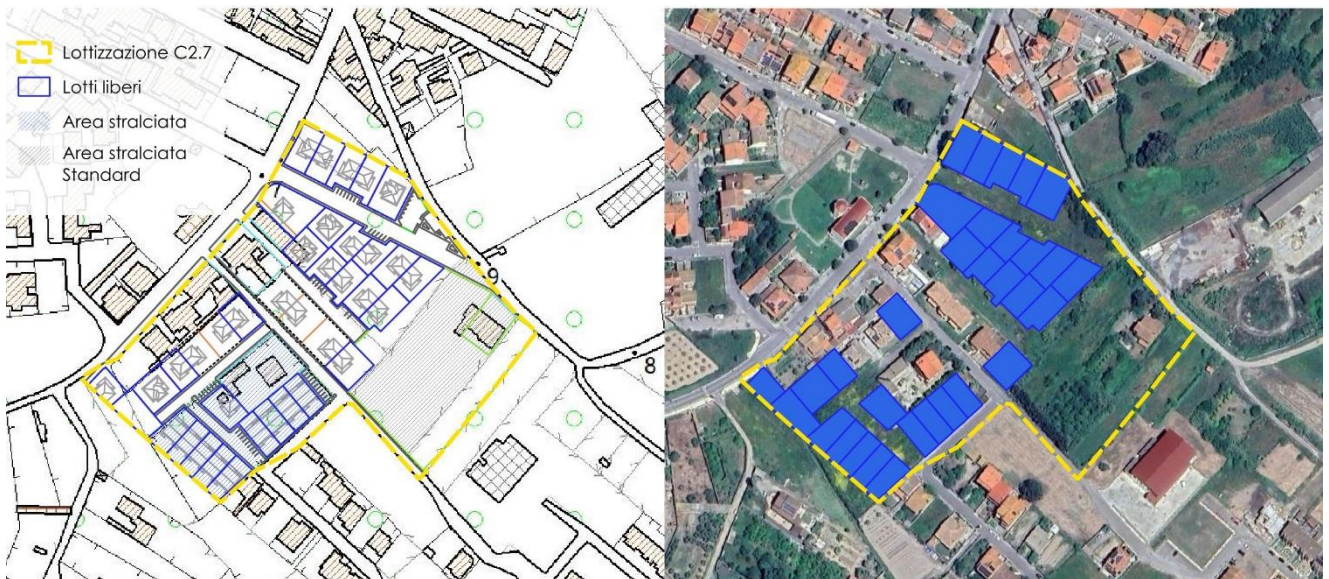 Lottizzazione C2.7
Lotti liberi
Area stralciata
Area stralciata
Standard
9
8